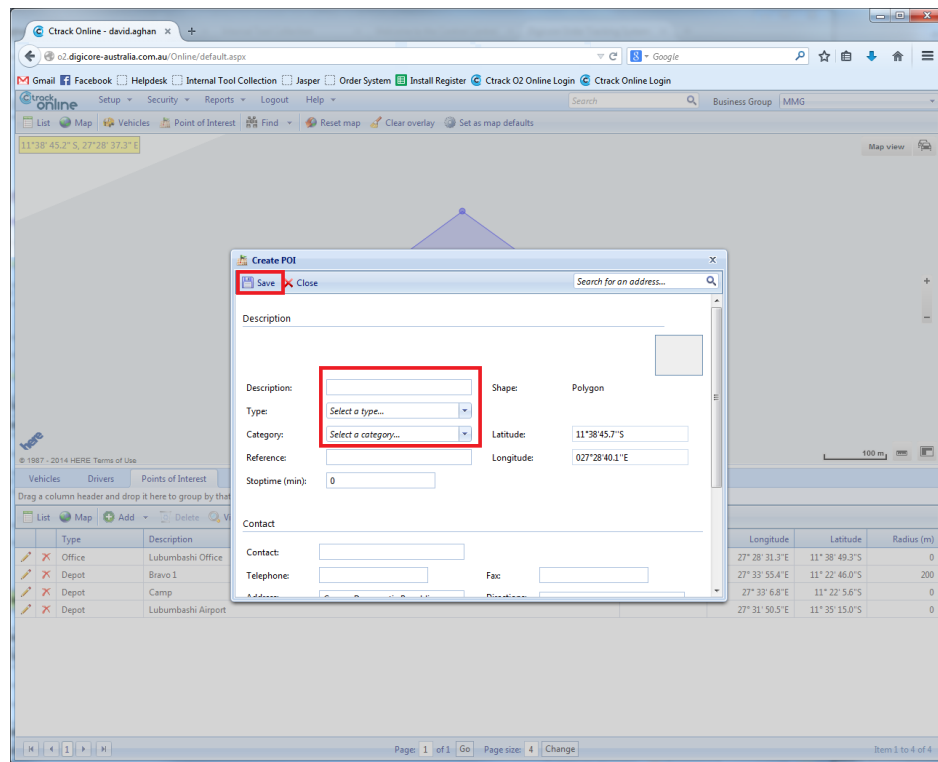 Ctrack Online - david.aghan × +
o2.digicore-australia.com.au/Online/default.aspx
8 Google
Gmail Facebook Helpdesk Internal Tool Collection Jasper Order System Install Register Ctrack O2 Online Login Ctrack Online Login
Ctrack online Setup Security Reports Logout Help Search Business Group MMG
List Map Vehicles Point of Interest Find Reset map Clear overlay Set as map defaults
11°38' 45.2" S, 27°28' 37.3" E
Map view
Create POI x
Save Close Search for an address...
+
Description
−
Description: Shape: Polygon
Type: Select a type...
Category: Select a category... Latitude: 11°38'45.7"S
Reference: Longitude: 027°28'40.1"E
Stoptime (min): 0
here
© 1987 - 2014 HERE Terms of Use
100 m
Vehicles Drivers Points of Interest
Drag a column header and drop it here to group by that
List Map Add Delete
Contact
Contact:
Telephone: Fax:
Type Description Longitude Latitude Radius (m)
Office Lubumbashi Office 27° 28' 31.3"E 11° 38' 49.3"S 0
Depot Bravo 1 27° 33' 55.4"E 11° 22' 46.0"S 200
Depot Camp 27° 33' 6.8"E 11° 22' 5.6"S 0
Depot Lubumbashi Airport 27° 31' 50.5"E 11° 35' 15.0"S 0
1 Page: 1 of 1 Go Page size: 4 Change Item 1 to 4 of 4